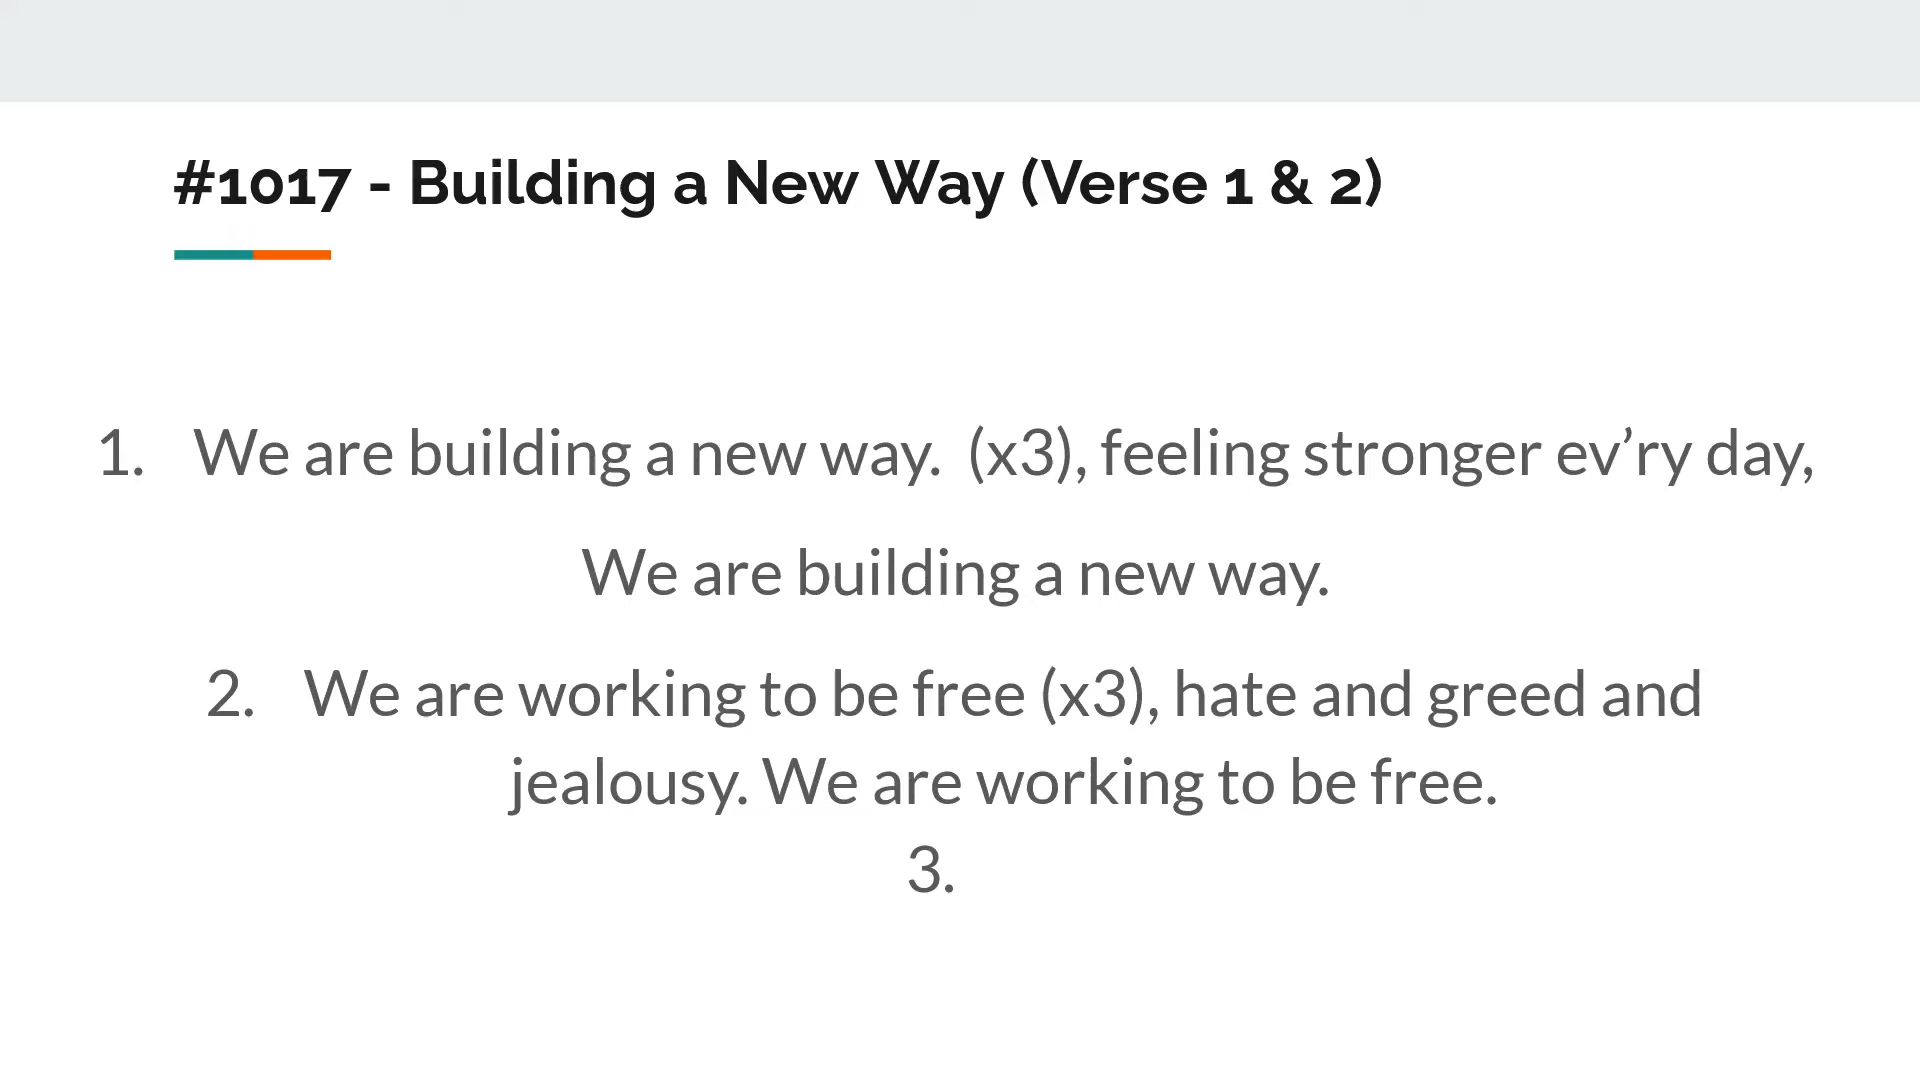 #1017 - Building a New Way (Verse 1 & 2)
1. We are building a new way. (x3), feeling stronger ev’ry day,
We are building a new way.
2. We are working to be free (x3), hate and greed and
jealousy. We are working to be free.
3.